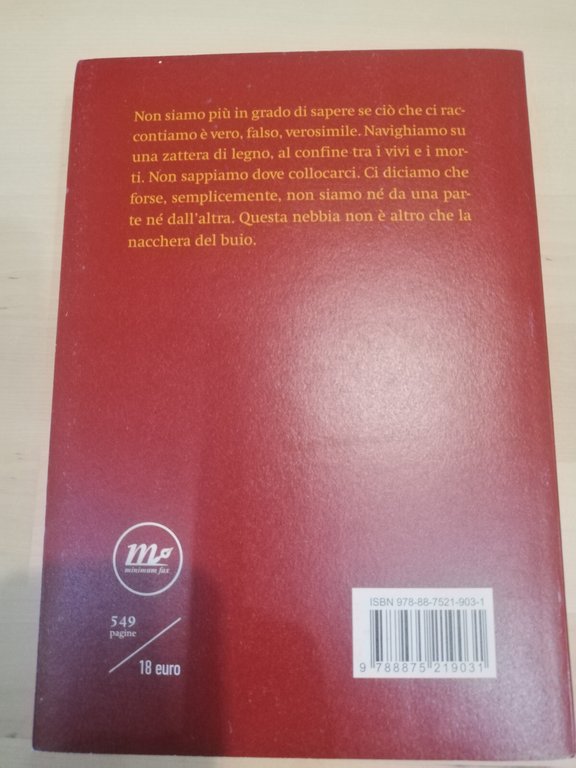 Non siamo più in grado di sapere se ciò che ci rac-
contiamo è vero, falso, verosimile. Navighiamo su
una zattera di legno, al confine tra i vivi e i mor-
ti. Non sappiamo dove collocarci. Ci diciamo che
forse, semplicemente, non siamo né da una par-
te né dall'altra. Questa nebbia non è altro che la
nacchera del buio.
m
minimum fax
549
pagine
18 euro
ISBN 978-88-7521-903-1
9 788875 219031